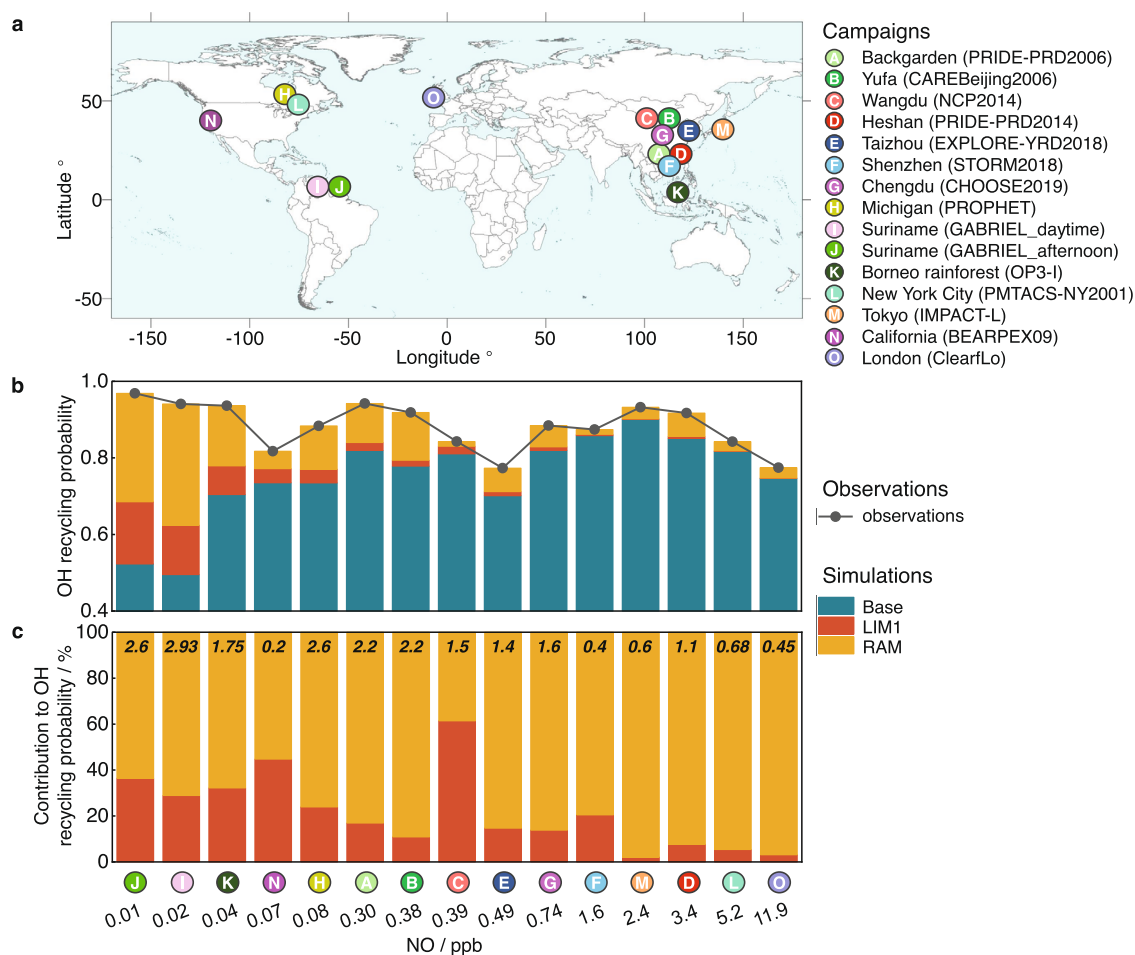 a
Campaigns
A Backgarden (PRIDE-PRD2006)
B Yufa (CAREBeijing2006)
C Wangdu (NCP2014)
D Heshan (PRIDE-PRD2014)
E Taizhou (EXPLORE-YRD2018)
F Shenzhen (STORM2018)
G Chengdu (CHOOSE2019)
H Michigan (PROPHET)
I Suriname (GABRIEL_daytime)
J Suriname (GABRIEL_afternoon)
K Borneo rainforest (OP3-I)
L New York City (PMTACS-NY2001)
M Tokyo (IMPACT-L)
N California (BEARPEX09)
O London (ClearfLo)
Latitude °
50
0
-50
H
L
N
O
C B
G E M
A D
F
I J
K
-150 -100 -50 0 50 100 150
Longitude °
b
OH recycling probability
1.0
0.8
0.6
0.4
Observations
observations
Simulations
Base
LIM1
RAM
c
Contribution to OH
recycling probability / %
100
80
60
40
20
0
2.6 2.93 1.75 0.2 2.6 2.2 2.2 1.5 1.4 1.6 0.4 0.6 1.1 0.68 0.45
J I K N H A B C E G F M D L O
0.01 0.02 0.04 0.07 0.08 0.30 0.38 0.39 0.49 0.74 1.6 2.4 3.4 5.2 11.9
NO / ppb